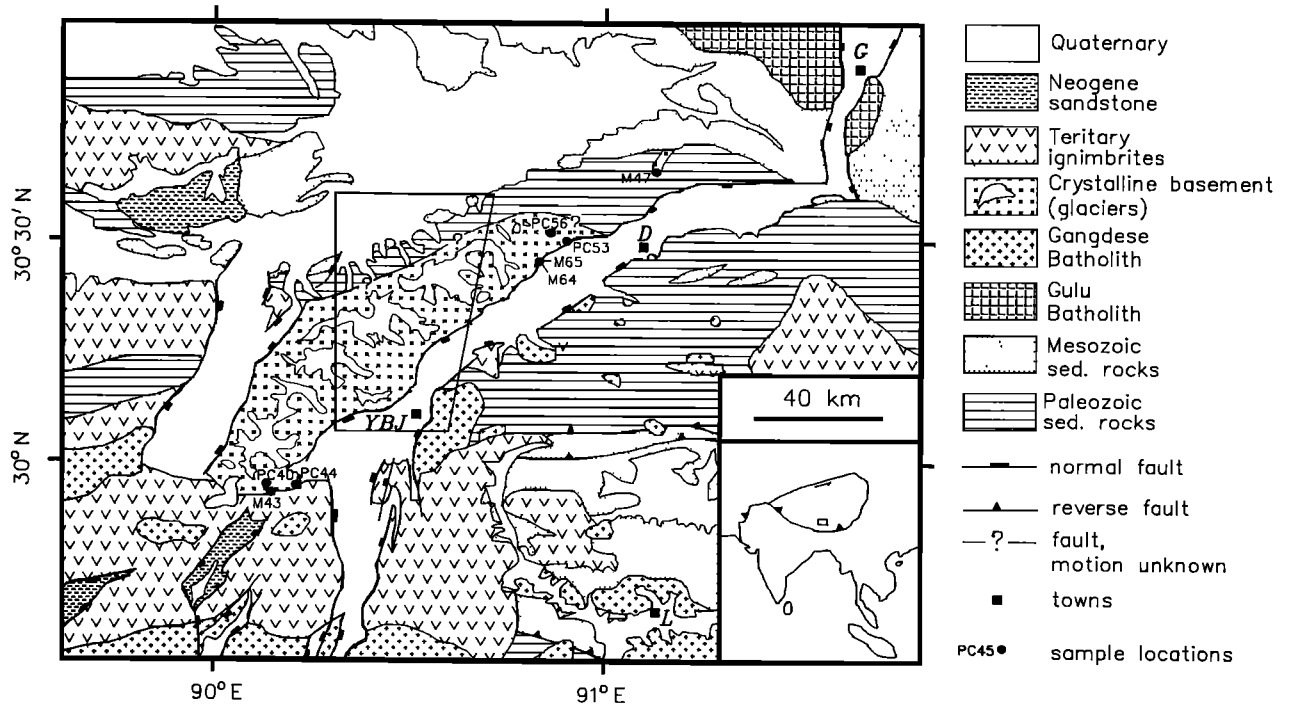 G
M47
PC56?
PC53
D
M65
M64
YBJ
PC40
PC44
M43
L
30° 30' N
30° N
90° E
91° E
40 km
Quaternary
Neogene
sandstone
Teritary
ignimbrites
Crystalline basement
(glaciers)
Gangdese
Batholith
Gulu
Batholith
Mesozoic
sed. rocks
Paleozoic
sed. rocks
normal fault
reverse fault
— ? — fault,
motion unknown
towns
PC45 sample locations